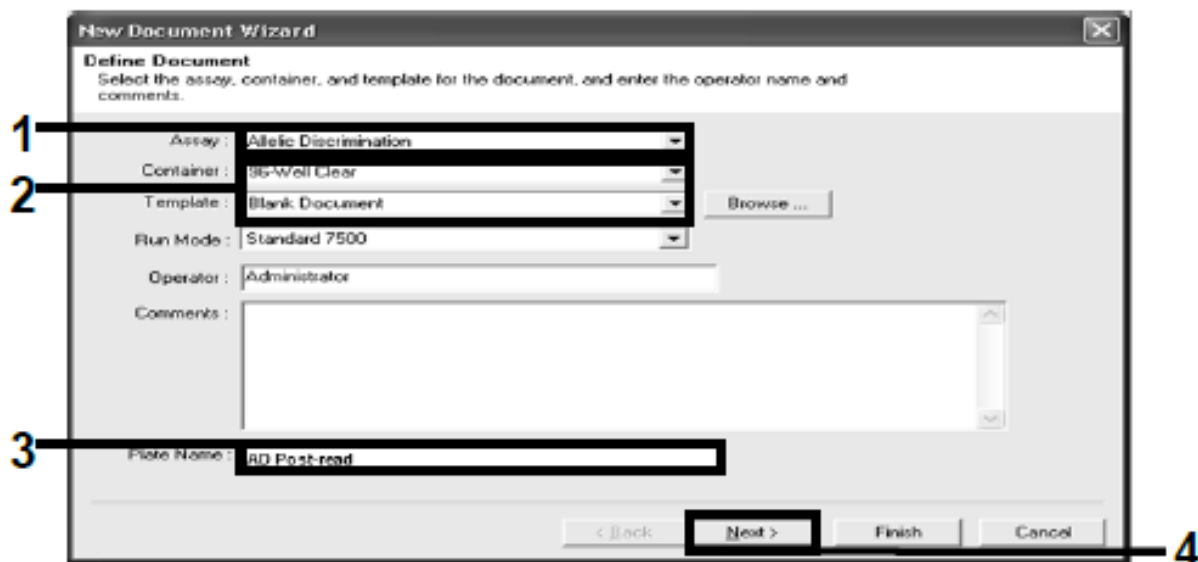 New Document Wizard
Define Document
Select the assay, container, and template for the document, and enter the operator name and
comments.
1
Assay : Allelic Discrimination
Container : 96-Well Clear
2
Template : Blank Document Browse ...
Run Mode : Standard 7500
Operator : Administrator
Comments :
3
Plate Name : AD Post-read
< Back Next > Finish Cancel
4